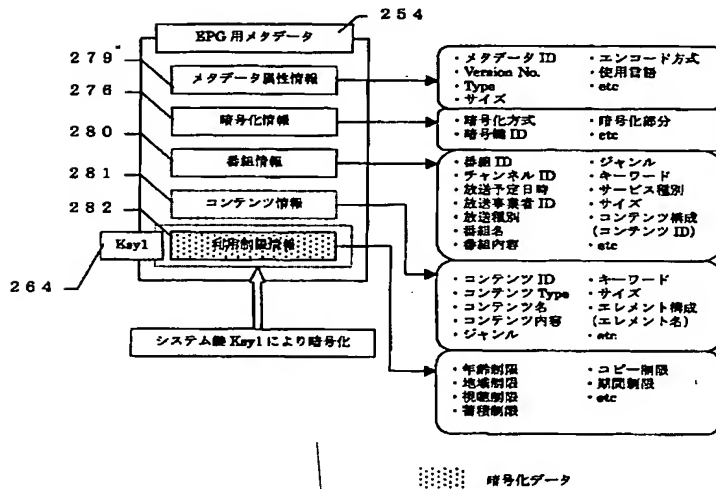 254
EPG用メタデータ
279
メタデータ属性情報
276
暗号化情報
280
番組情報
281
コンテンツ情報
282
利用制限情報
Key1
264
システム鍵Key1により暗号化
・メタデータID
・Version No.
・Type
・サイズ
・エンコード方式
・使用言語
・etc
・暗号化方式
・暗号鍵ID
・暗号化部分
・etc
・番組ID
・チャンネルID
・放送予定日時
・放送事業者ID
・放送種別
・番組名
・番組内容
・ジャンル
・キーワード
・サービス種別
・サイズ
・コンテンツ構成
(コンテンツID)
・etc
・コンテンツID
・コンテンツType
・コンテンツ名
・コンテンツ内容
・ジャンル
・キーワード
・サイズ
・エレメント構成
(エレメント名)
・etc
・年齢制限
・地域制限
・視聴制限
・蓄積制限
・コピー制限
・期間制限
・etc
暗号化データ